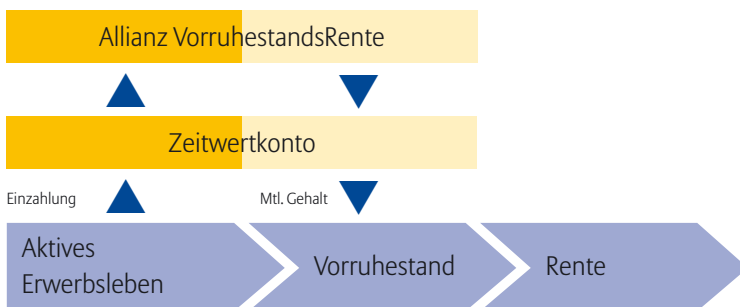 Allianz VorruhestandsRente
Zeitwertkonto
Einzahlung
Mtl. Gehalt
Aktives
Erwerbsleben
Vorruhestand
Rente